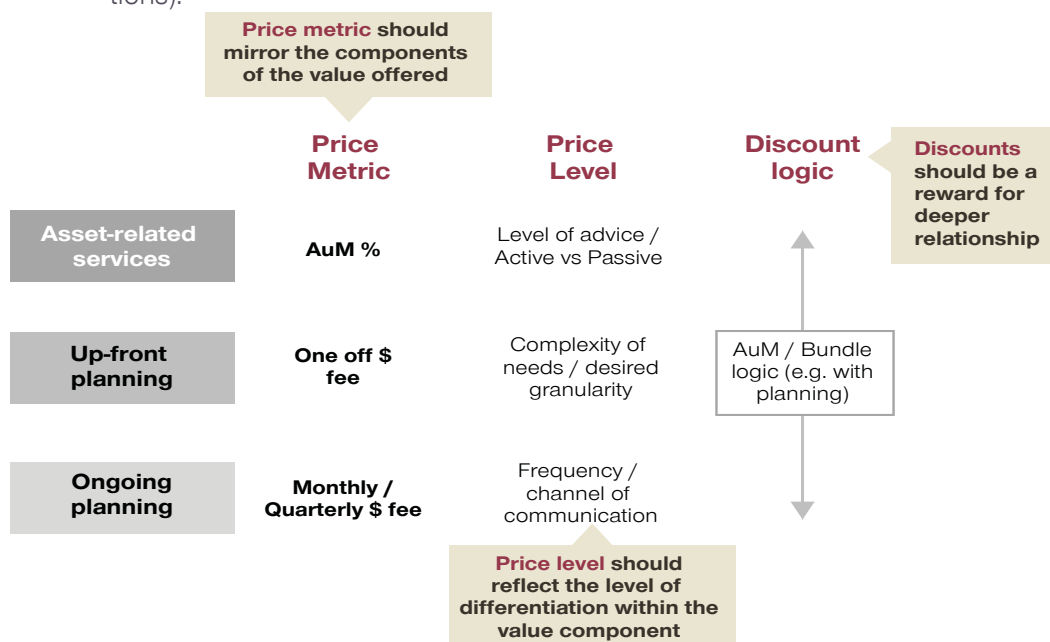 tions).
Price metric should
mirror the components
of the value offered
Price
Metric
Price
Level
Discount
logic
Discounts
should be a
reward for
deeper
relationship
Asset-related
services
AuM %
Level of advice /
Active vs Passive
Up-front
planning
One off $
fee
Complexity of
needs / desired
granularity
AuM / Bundle
logic (e.g. with
planning)
Ongoing
planning
Monthly /
Quarterly $ fee
Frequency /
channel of
communication
Price level should
reflect the level of
differentiation within the
value component